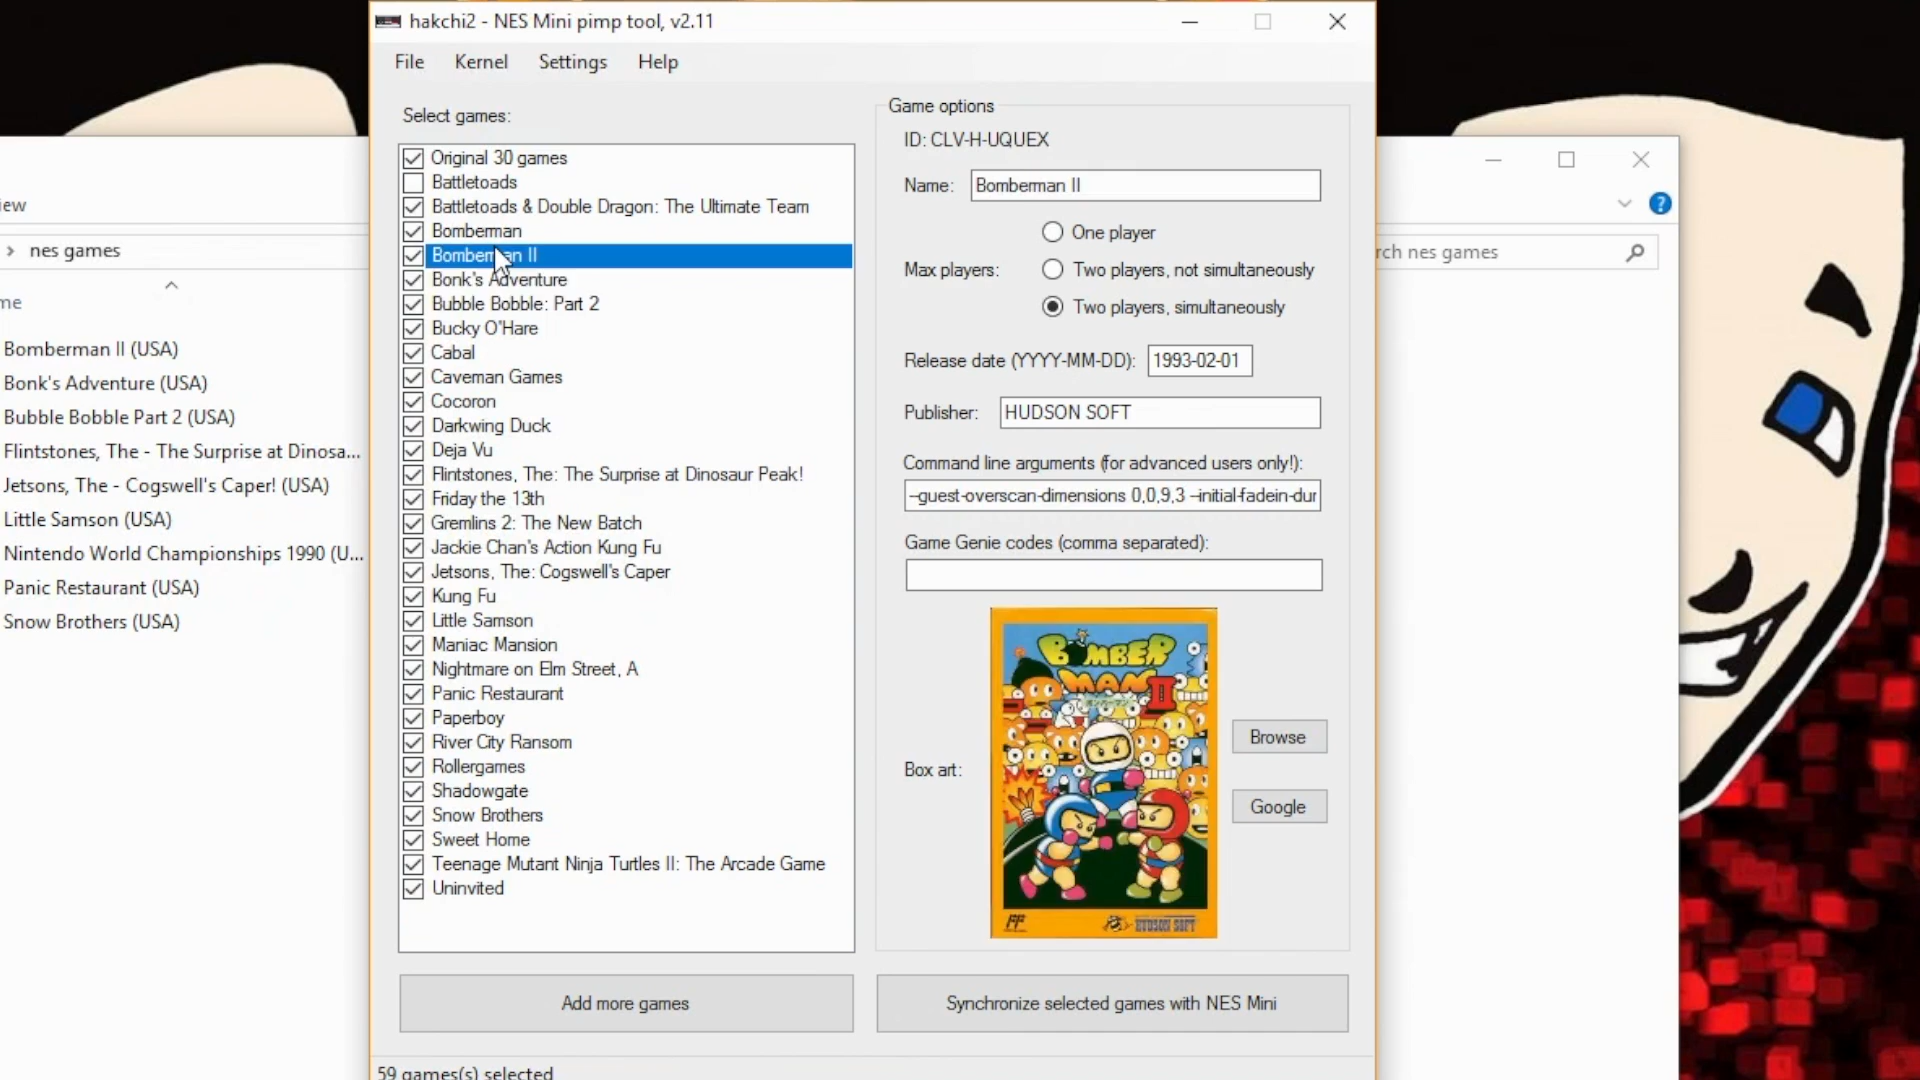 hakchi2 - NES Mini pimp tool, v2.11
File Kernel Settings Help
Select games:
Original 30 games
Battletoads
Battletoads & Double Dragon: The Ultimate Team
Bomberman
Bomberman II
Bonk's Adventure
Bubble Bobble: Part 2
Bucky O'Hare
Cabal
Caveman Games
Cocoron
Darkwing Duck
Deja Vu
Flintstones, The: The Surprise at Dinosaur Peak!
Friday the 13th
Gremlins 2: The New Batch
Jackie Chan's Action Kung Fu
Jetsons, The: Cogswell's Caper
Kung Fu
Little Samson
Maniac Mansion
Nightmare on Elm Street, A
Panic Restaurant
Paperboy
River City Ransom
Rollergames
Shadowgate
Snow Brothers
Sweet Home
Teenage Mutant Ninja Turtles II: The Arcade Game
Uninvited
Add more games
59 games(s) selected
Game options
ID: CLV-H-UQUEX
Name: Bomberman II
Max players:
One player
Two players, not simultaneously
Two players, simultaneously
Release date (YYYY-MM-DD): 1993-02-01
Publisher: HUDSON SOFT
Command line arguments (for advanced users only!):
--guest-overscan-dimensions 0,0,9,3 --initial-fadein-dur
Game Genie codes (comma separated):
Box art:
BOMBER
MAN II
HUDSON SOFT
Browse
Google
Synchronize selected games with NES Mini
iew
nes games
me
Bomberman II (USA)
Bonk's Adventure (USA)
Bubble Bobble Part 2 (USA)
Flintstones, The - The Surprise at Dinosa...
Jetsons, The - Cogswell's Caper! (USA)
Little Samson (USA)
Nintendo World Championships 1990 (U...
Panic Restaurant (USA)
Snow Brothers (USA)
rch nes games